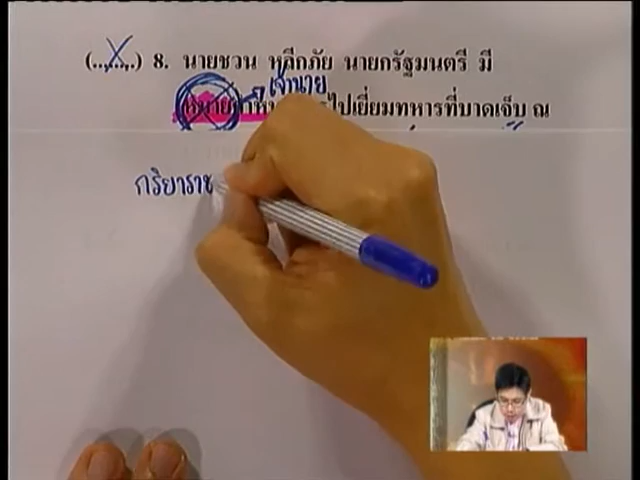 (...X...) 8. นายชวน หลีกภัย นายกรัฐมนตรี มี
เจ้านาย
ไปเยี่ยมทหารที่บาดเจ็บ ณ
กริยาราช